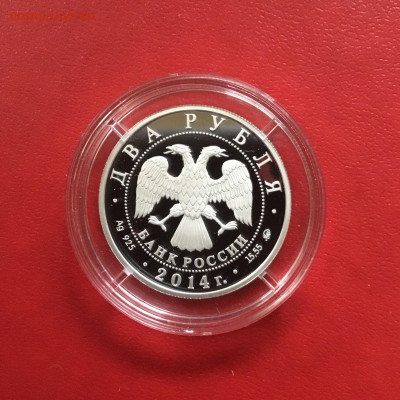 · ДВА РУБЛЯ ·
Ag 925
БАНК РОССИИ
15,55
2014 г.